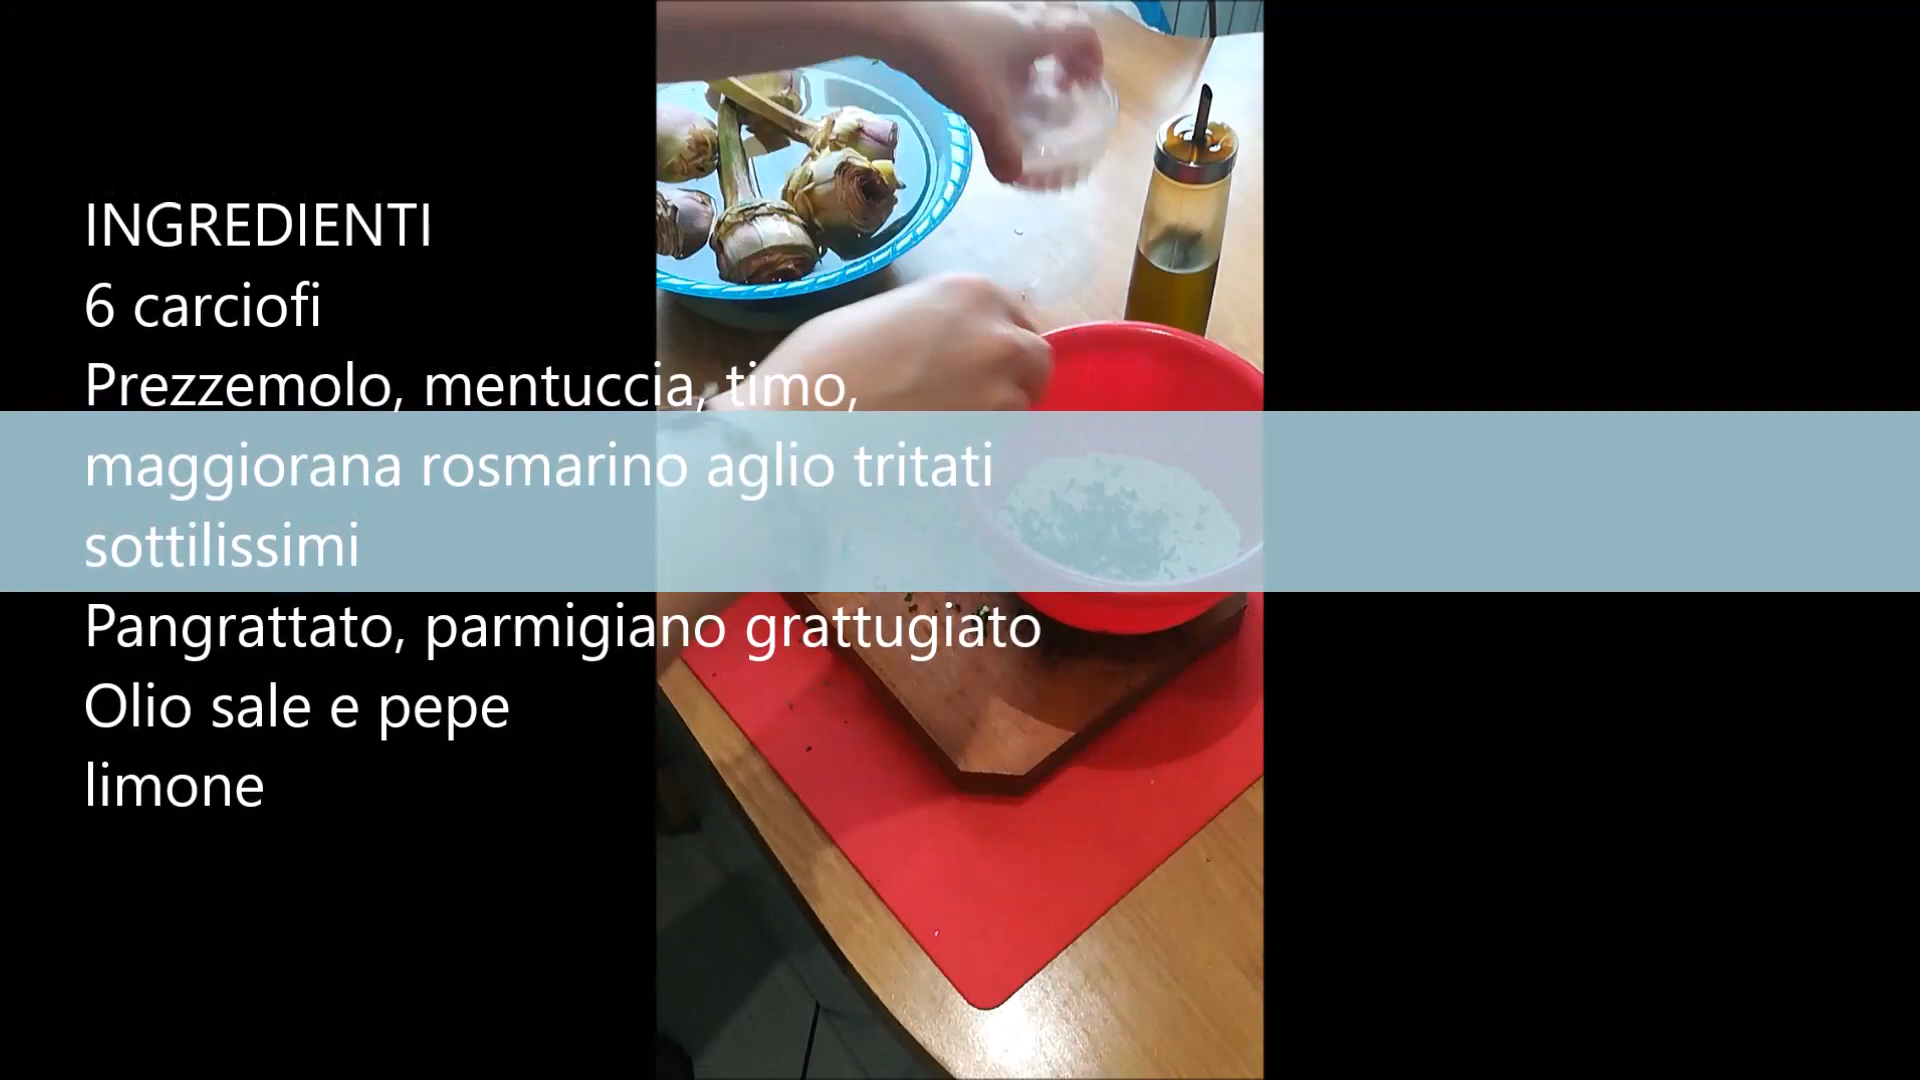 INGREDIENTI
6 carciofi
Prezzemolo, mentuccia, timo,
maggiorana rosmarino aglio tritati
sottilissimi
Pangrattato, parmigiano grattugiato
Olio sale e pepe
limone